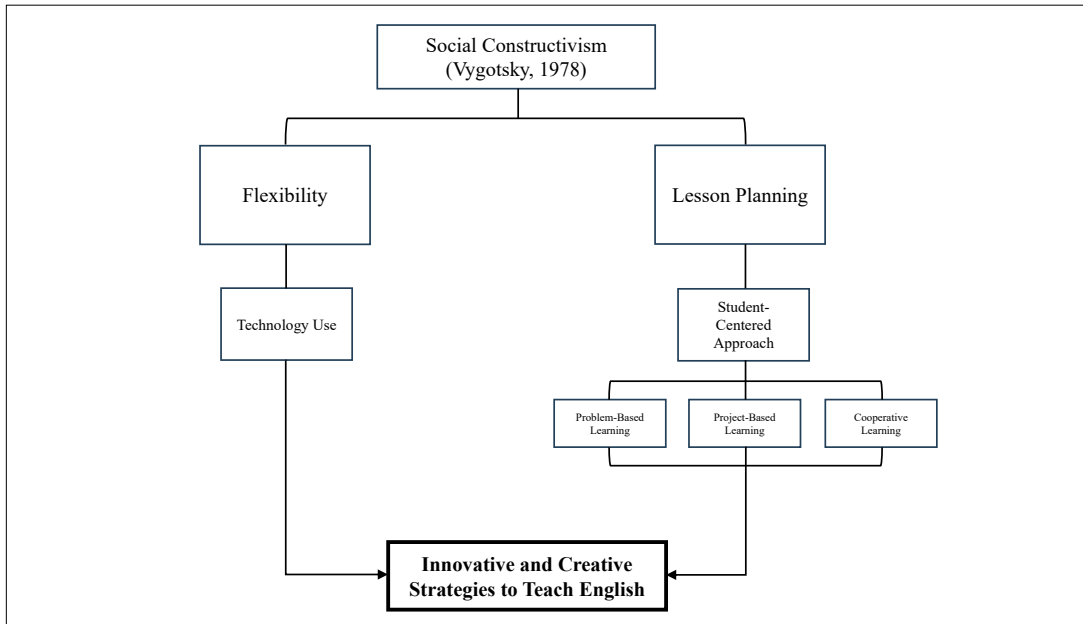 Social Constructivism
(Vygotsky, 1978)
Flexibility
Lesson Planning
Technology Use
Student-
Centered
Approach
Problem-Based
Learning
Project-Based
Learning
Cooperative
Learning
Innovative and Creative
Strategies to Teach English